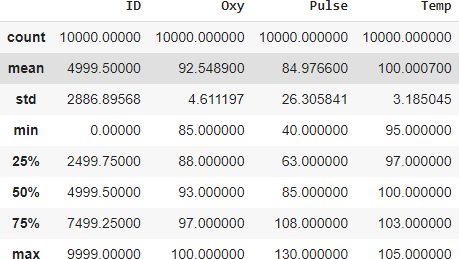 ID Oxy Pulse Temp
count 10000.00000 10000.000000 10000.000000 10000.000000
mean 4999.50000 92.548900 84.976600 100.000700
std 2886.89568 4.611197 26.305841 3.185045
min 0.00000 85.000000 40.000000 95.000000
25% 2499.75000 88.000000 63.000000 97.000000
50% 4999.50000 93.000000 85.000000 100.000000
75% 7499.25000 97.000000 108.000000 103.000000
max 9999.00000 100.000000 130.000000 105.000000